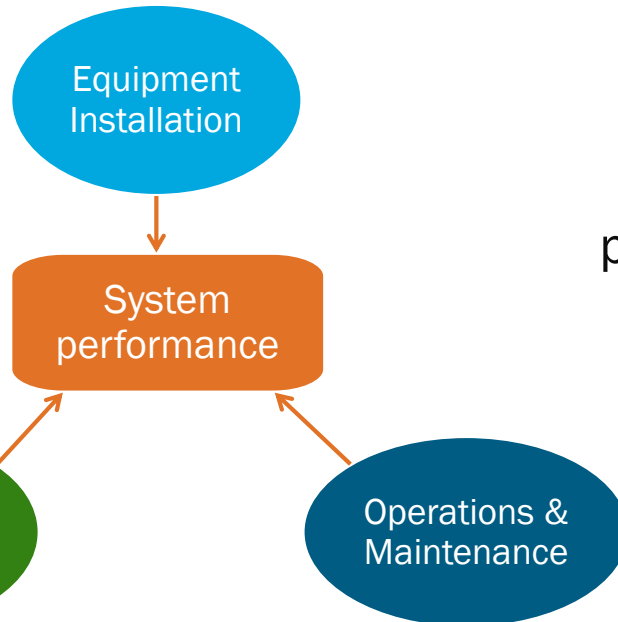 Equipment
Installation
p
System
performance
Operations &
Maintenance